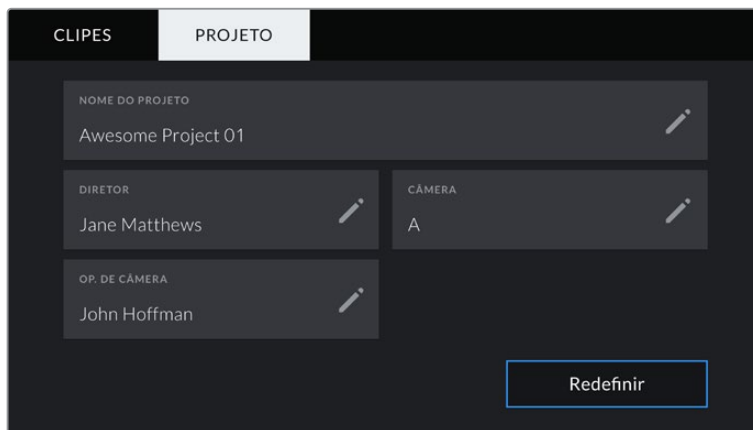 CLIPES PROJETO
NOME DO PROJETO
Awesome Project 01
DIRETOR
Jane Matthews
CÂMERA
A
OP. DE CÂMERA
John Hoffman
Redefinir